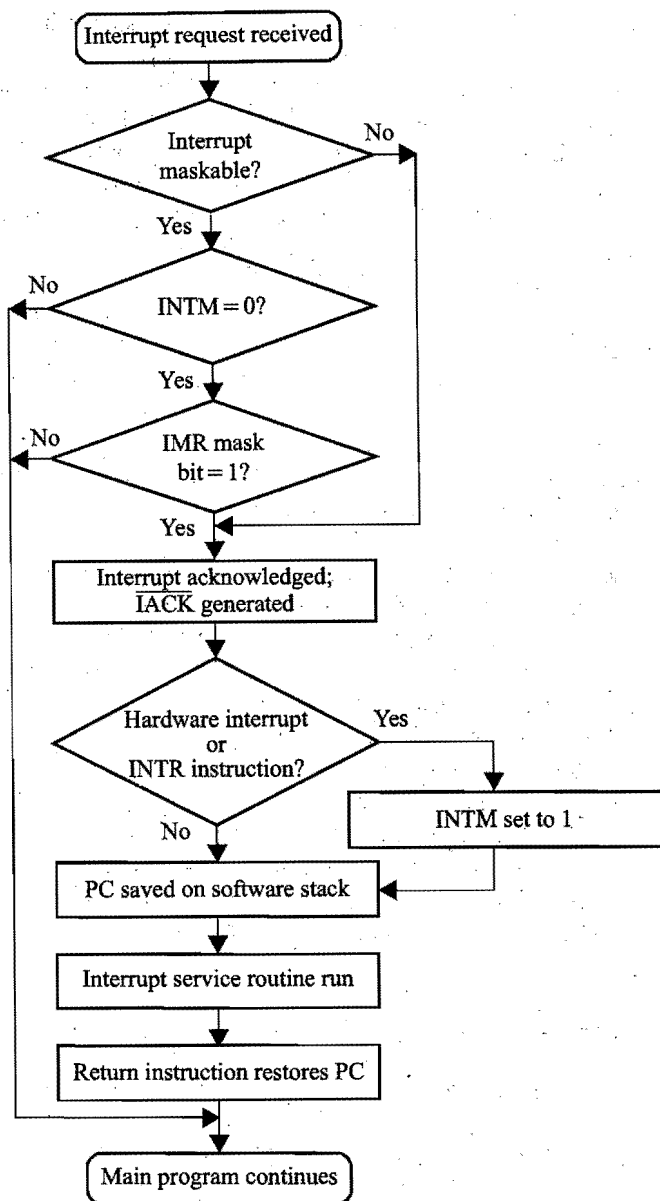 Interrupt request received
Interrupt
maskable?
No
Yes
No
INTM = 0?
Yes
No
IMR mask
bit = 1?
Yes
Interrupt acknowledged;
IACK generated
Hardware interrupt
or
INTR instruction?
Yes
No
INTM set to 1
PC saved on software stack
Interrupt service routine run
Return instruction restores PC
Main program continues